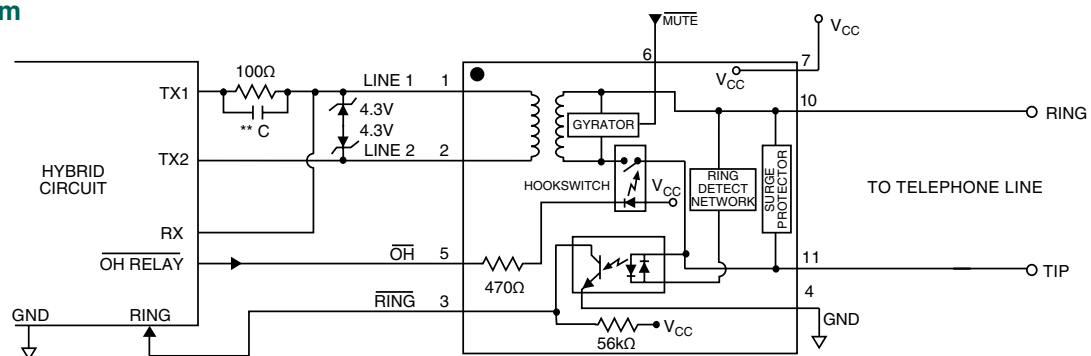 m
MUTE
VCC
6
7
100Ω
LINE 1
1
VCC
10
TX1
RING
4.3V
GYRATOR
** C
4.3V
TX2
LINE 2
2
HYBRID
CIRCUIT
HOOKSWITCH
VCC
RING
DETECT
NETWORK
SURGE
PROTECTOR
TO TELEPHONE LINE
RX
OH RELAY
OH
5
11
TIP
470Ω
4
GND
RING
RING
3
GND
56kΩ
VCC